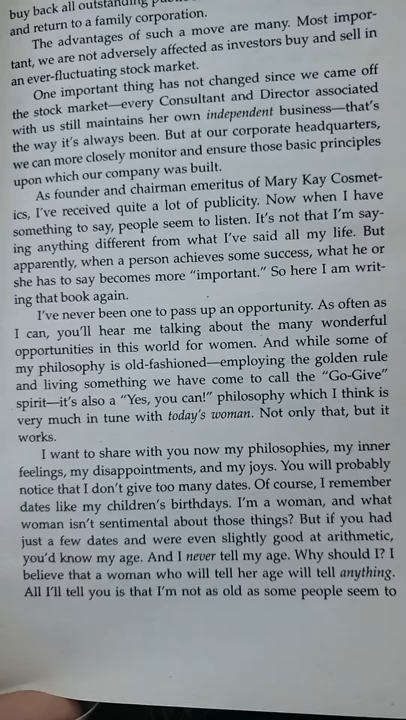 buy back all outstanding
and return to a family corporation.
The advantages of such a move are many. Most impor-
tant, we are not adversely affected as investors buy and sell in
an ever-fluctuating stock market.
One important thing has not changed since we came off
the stock market—every Consultant and Director associated
with us still maintains her own independent business—that's
the way it's always been. But at our corporate headquarters,
we can more closely monitor and ensure those basic principles
upon which our company was built.
As founder and chairman emeritus of Mary Kay Cosmet-
ics, I've received quite a lot of publicity. Now when I have
something to say, people seem to listen. It's not that I'm say-
ing anything different from what I've said all my life. But
apparently, when a person achieves some success, what he or
she has to say becomes more "important." So here I am writ-
ing that book again.
I've never been one to pass up an opportunity. As often as
I can, you'll hear me talking about the many wonderful
opportunities in this world for women. And while some of
my philosophy is old-fashioned—employing the golden rule
and living something we have come to call the "Go-Give"
spirit—it's also a "Yes, you can!" philosophy which I think is
very much in tune with today's woman. Not only that, but it
works.
I want to share with you now my philosophies, my inner
feelings, my disappointments, and my joys. You will probably
notice that I don't give too many dates. Of course, I remember
dates like my children's birthdays. I'm a woman, and what
woman isn't sentimental about those things? But if you had
just a few dates and were even slightly good at arithmetic,
you'd know my age. And I never tell my age. Why should I? I
believe that a woman who will tell her age will tell anything.
All I'll tell you is that I'm not as old as some people seem to